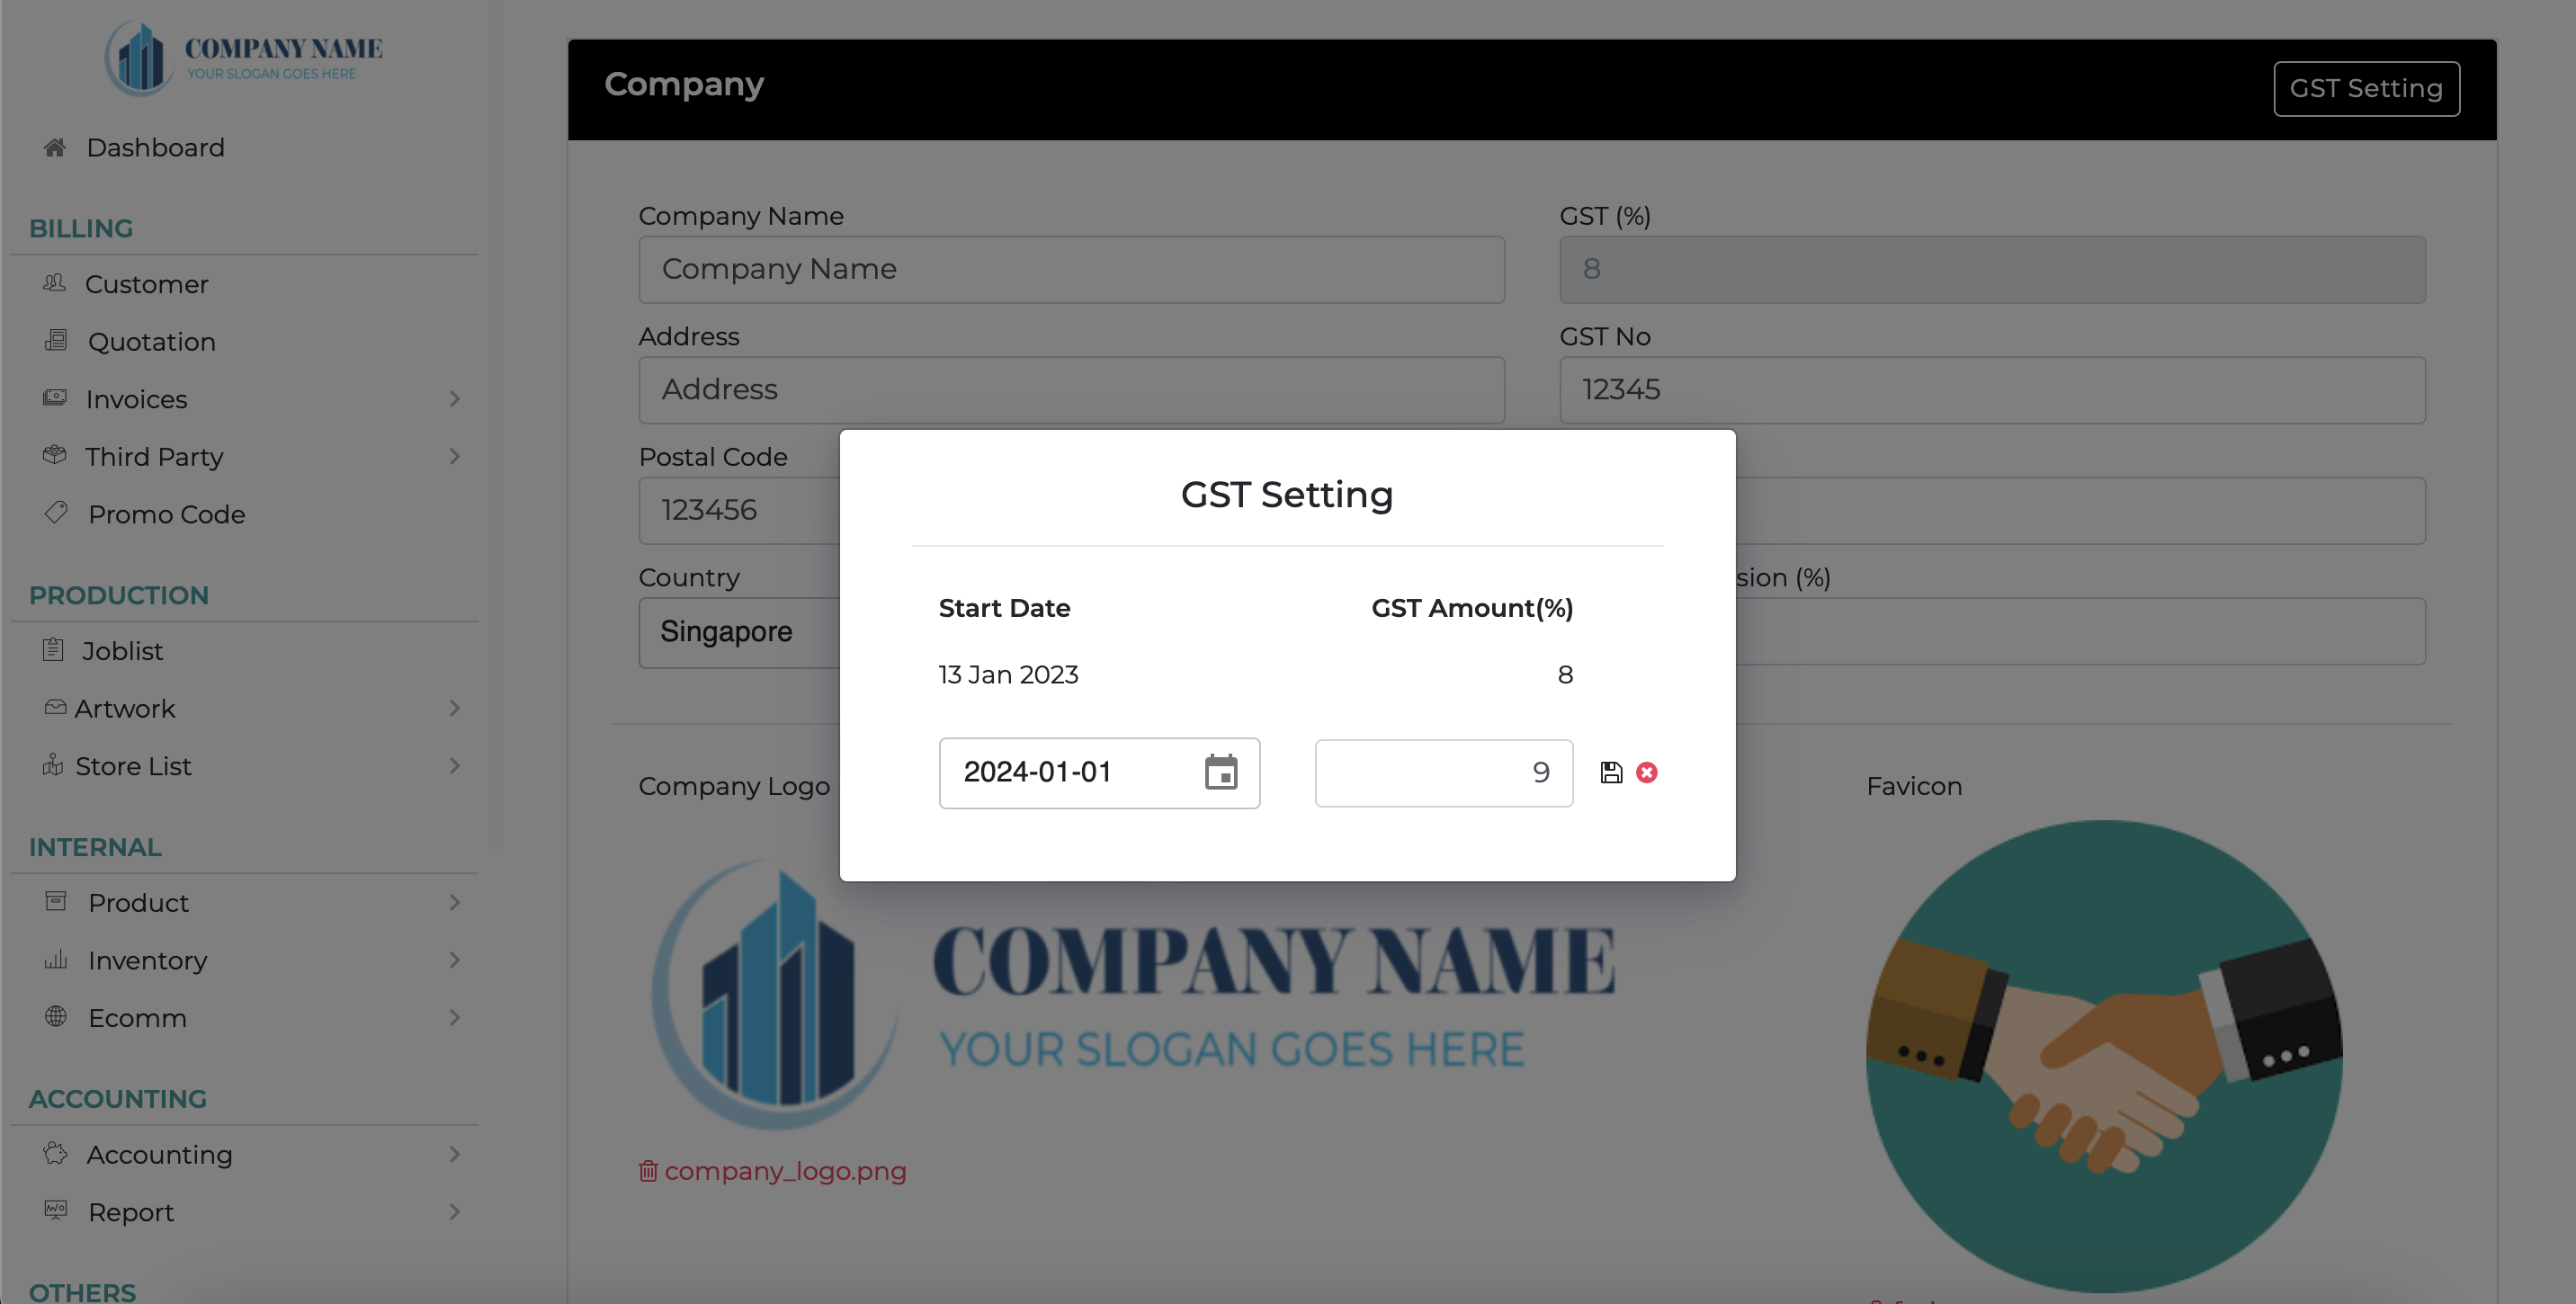 COMPANY NAME
YOUR SLOGAN GOES HERE
Dashboard
BILLING
Customer
Quotation
Invoices
Third Party
Promo Code
PRODUCTION
Joblist
Artwork
Store List
INTERNAL
Product
Inventory
Ecomm
ACCOUNTING
Accounting
Report
OTHERS
Company
GST Setting
Company Name
Company Name
GST (%)
8
Address
Address
GST No
12345
Postal Code
123456
Country
Singapore
sion (%)
GST Setting
Start Date GST Amount(%)
13 Jan 2023 8
2024-01-01 9
Company Logo
COMPANY NAME
YOUR SLOGAN GOES HERE
company_logo.png
Favicon